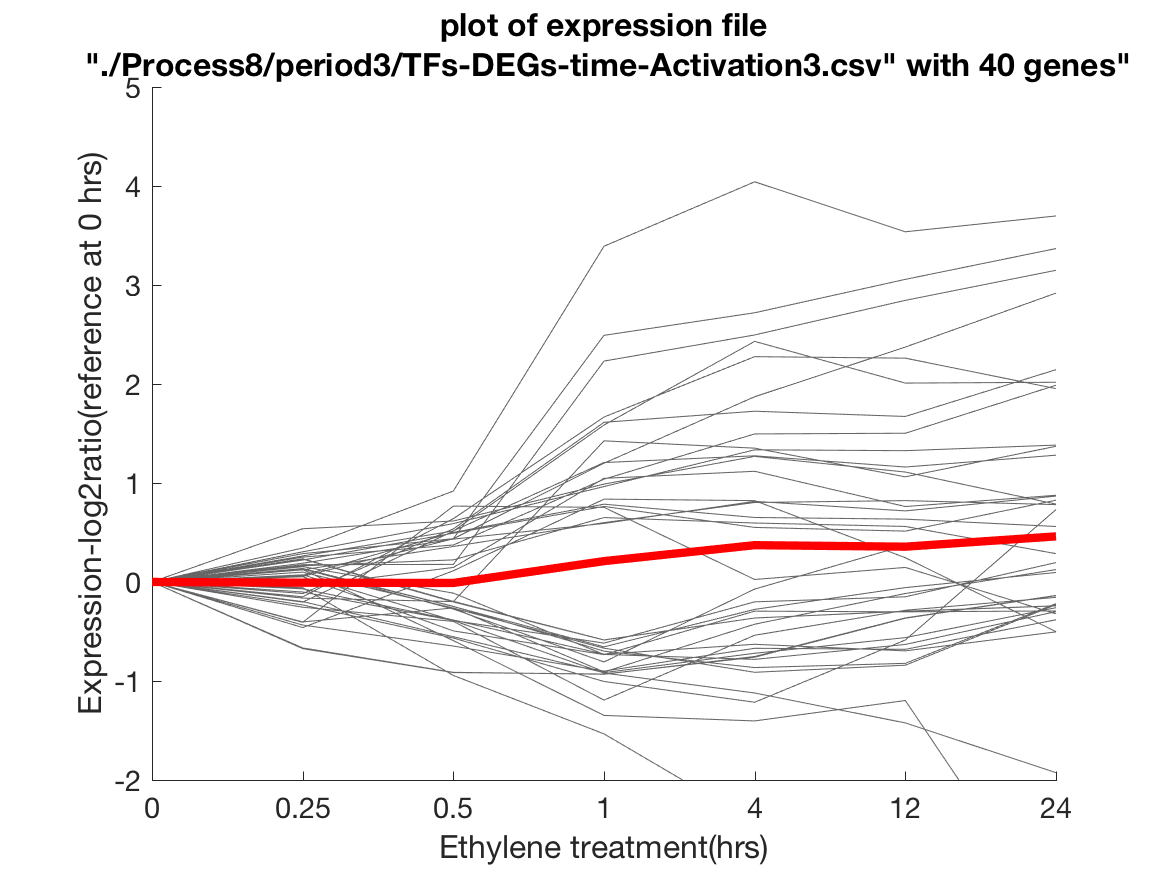 plot of expression file
"./Process8/period3/TFs-DEGs-time-Activation3.csv" with 40 genes"
Expression-log2ratio(reference at 0 hrs)
5
4
3
2
1
0
-1
-2
0 0.25 0.5 1 4 12 24
Ethylene treatment(hrs)